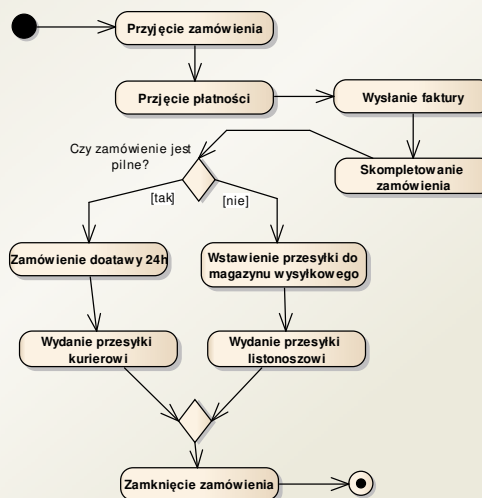 Przyjęcie zamówienia
Przjęcie płatności
Wysłanie faktury
Czy zamówienie jest
pilne?
Skompletowanie
zamówienia
[tak]
[nie]
Zamówienie doatawy 24h
Wstawienie przesyłki do
magazynu wysyłkowego
Wydanie przesyłki
kurierowi
Wydanie przesyłki
listonoszowi
Zamknięcie zamówienia